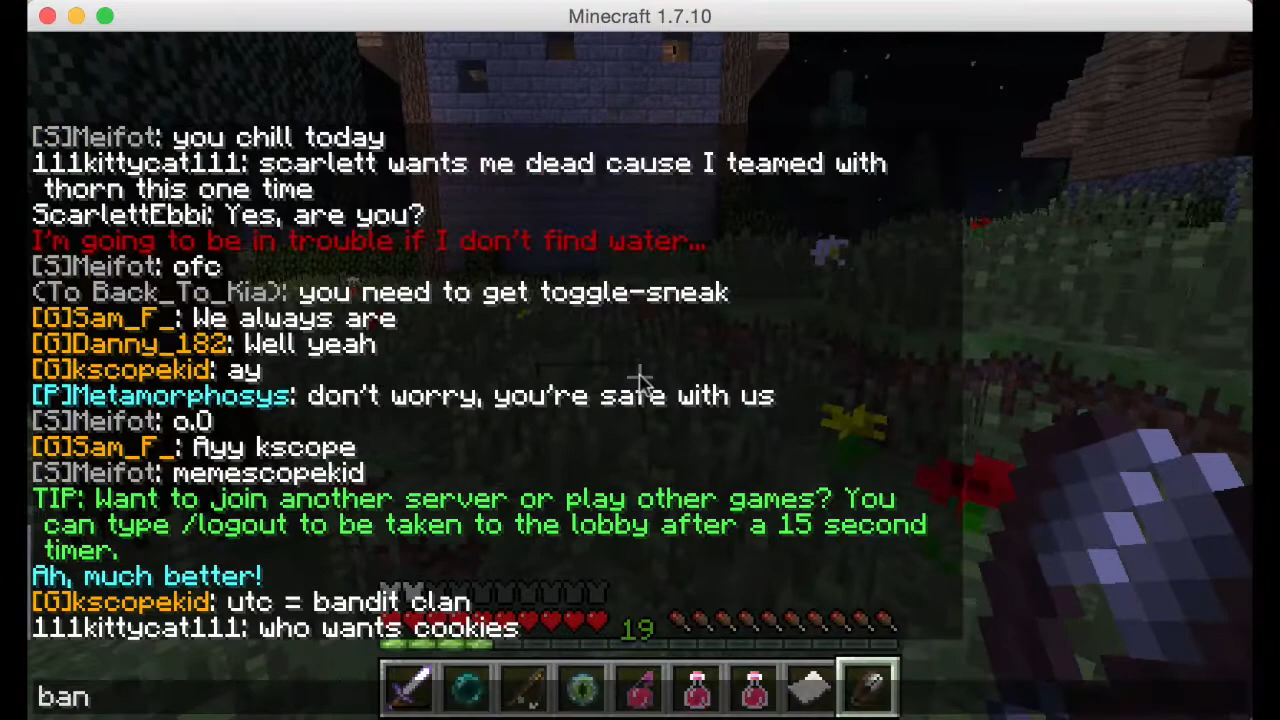 Minecraft 1.7.10
[S]Meifot: you chill today
111kittycat111: scarlett wants me dead cause I teamed with
thorn this one time
ScarlettEbbi: Yes, are you?
I'm going to be in trouble if I don't find water...
[S]Meifot: ofc
(To Back_To_Kia): you need to get toggle-sneak
[G]Sam_F_: We always are
[G]Danny_182: Well yeah
[G]kscopekid: ay
[P]Metamorphosys: don't worry, you're safe with us
[S]Meifot: o.O
[G]Sam_F_: Ayy kscope
[S]Meifot: memescopekid
TIP: Want to join another server or play other games? You
can type /logout to be taken to the lobby after a 15 second
timer.
Ah, much better!
[G]kscopekid: utc = bandit clan
111kittycat111: who wants cookies
19
ban